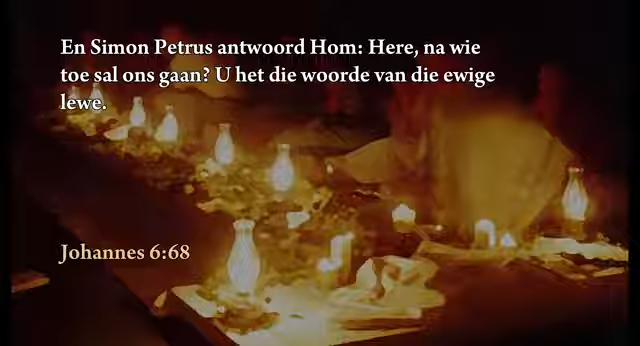 En Simon Petrus antwoord Hom: Here, na wie
toe sal ons gaan? U het die woorde van die ewige
lewe.
Johannes 6:68